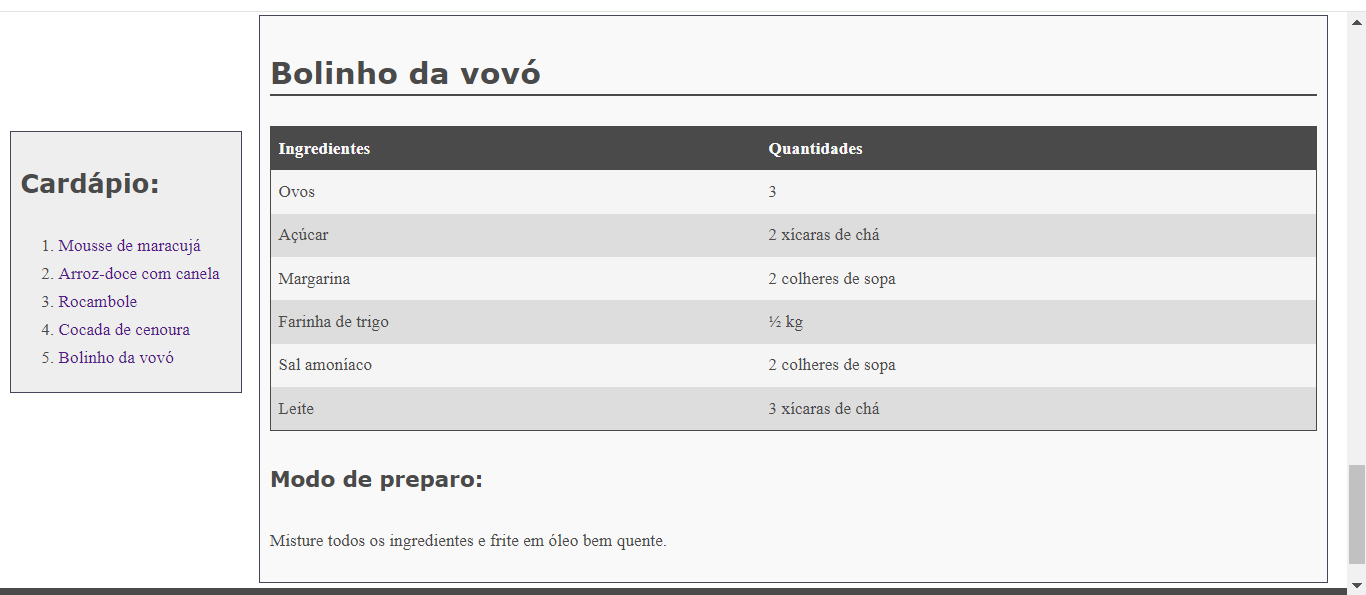 Cardápio:
1. Mousse de maracujá
2. Arroz-doce com canela
3. Rocambole
4. Cocada de cenoura
5. Bolinho da vovó
Bolinho da vovó
Ingredientes Quantidades
Ovos 3
Açúcar 2 xícaras de chá
Margarina 2 colheres de sopa
Farinha de trigo ½ kg
Sal amoníaco 2 colheres de sopa
Leite 3 xícaras de chá
Modo de preparo:
Misture todos os ingredientes e frite em óleo bem quente.